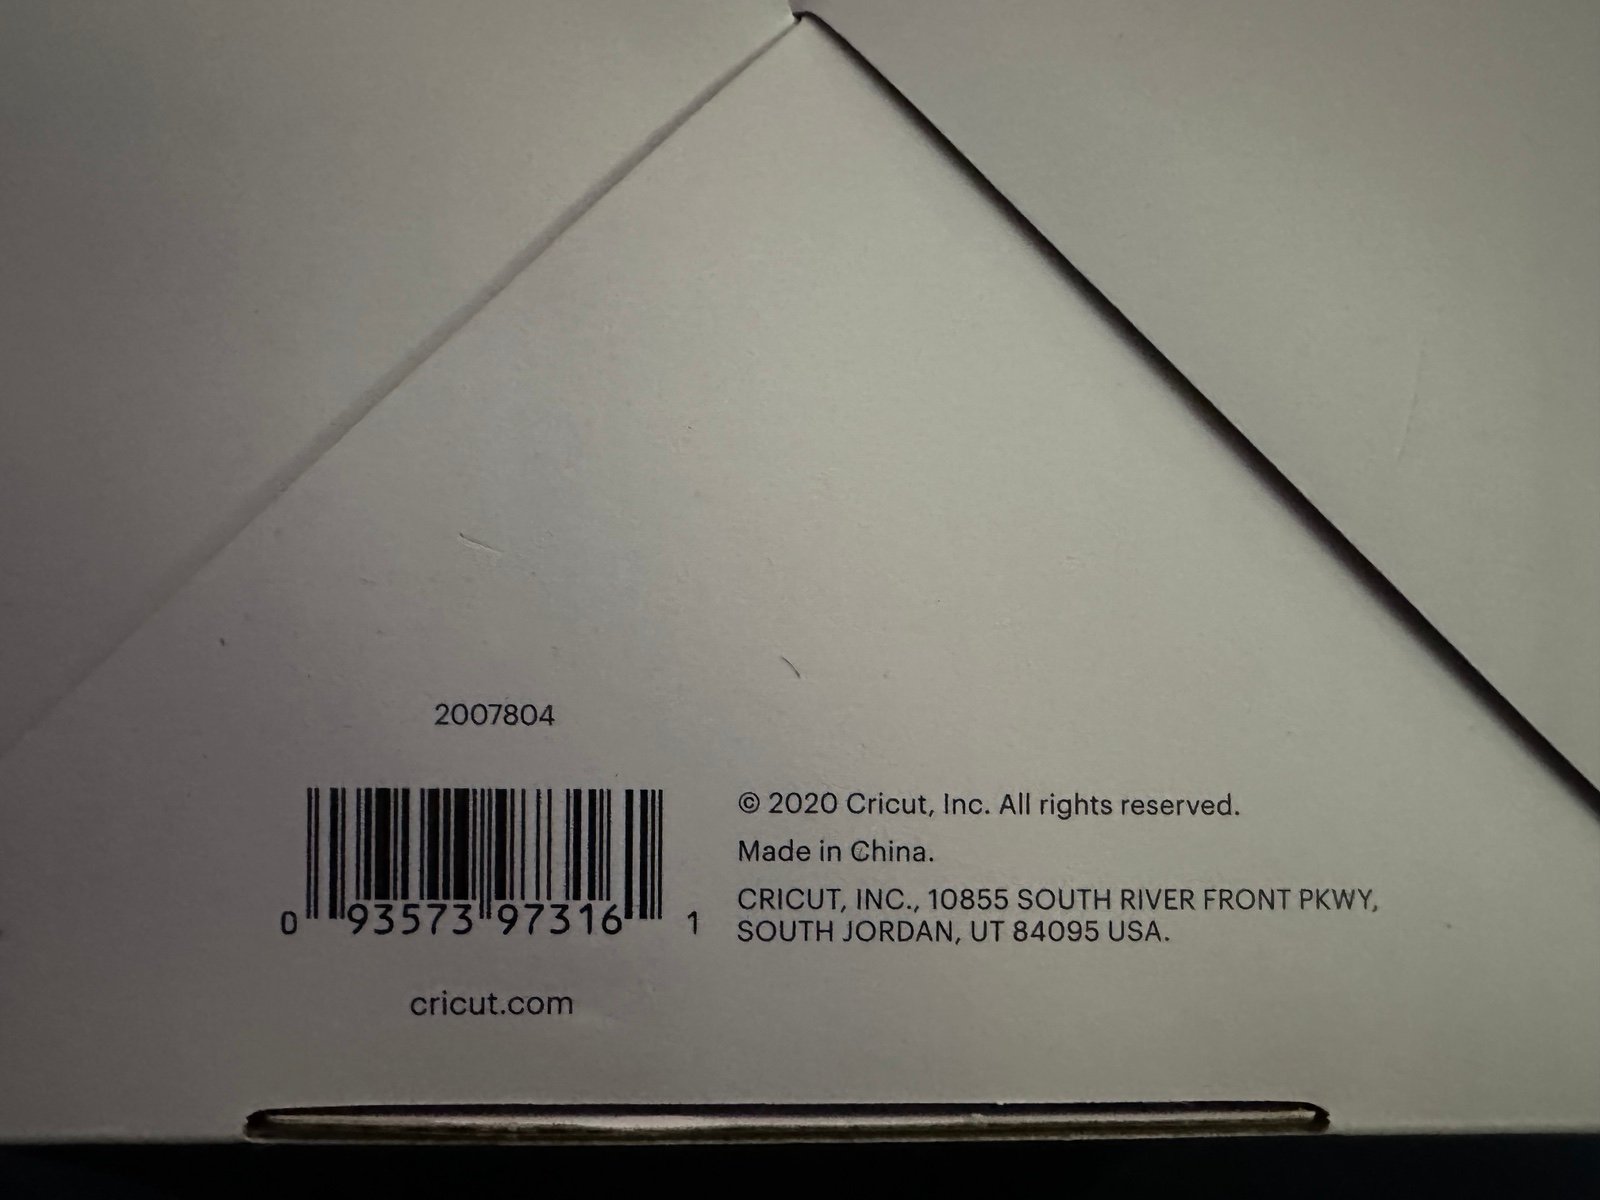 2007804
0 93573 97316 1
© 2020 Cricut, Inc. All rights reserved.
Made in China.
CRICUT, INC., 10855 SOUTH RIVER FRONT PKWY,
SOUTH JORDAN, UT 84095 USA.
cricut.com